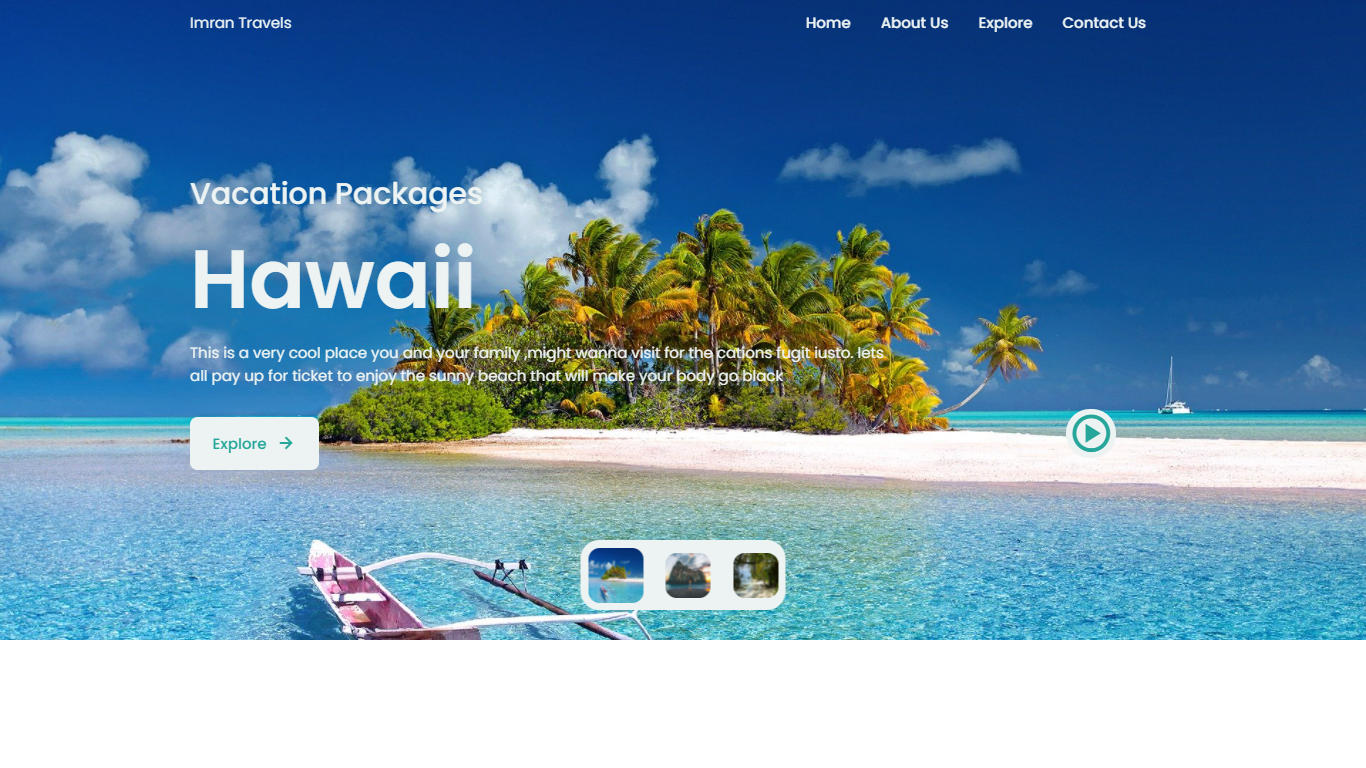 Imran Travels
Home About Us Explore Contact Us
Vacation Packages
Hawaii
This is a very cool place you and your family ,might wanna visit for the cations fugit iusto. lets
all pay up for ticket to enjoy the sunny beach that will make your body go black
Explore